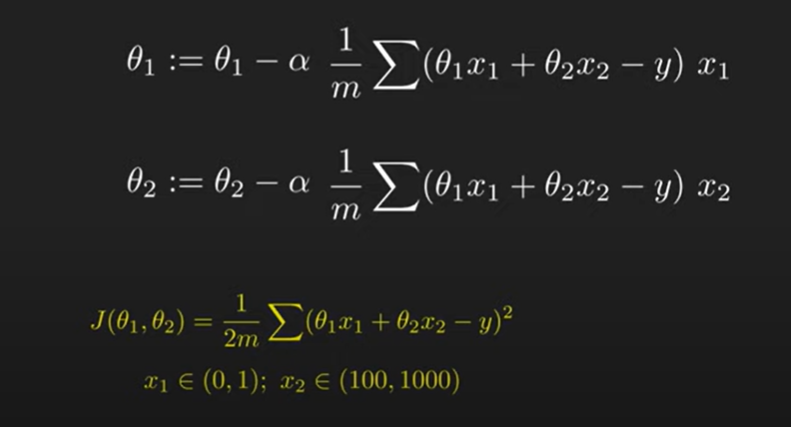 θ₁ := θ₁ − α 1/m ∑(θ₁x₁ + θ₂x₂ − y) x₁
θ₂ := θ₂ − α 1/m ∑(θ₁x₁ + θ₂x₂ − y) x₂
J(θ₁, θ₂) = 1/2m ∑(θ₁x₁ + θ₂x₂ − y)²
x₁ ∈ (0, 1); x₂ ∈ (100, 1000)